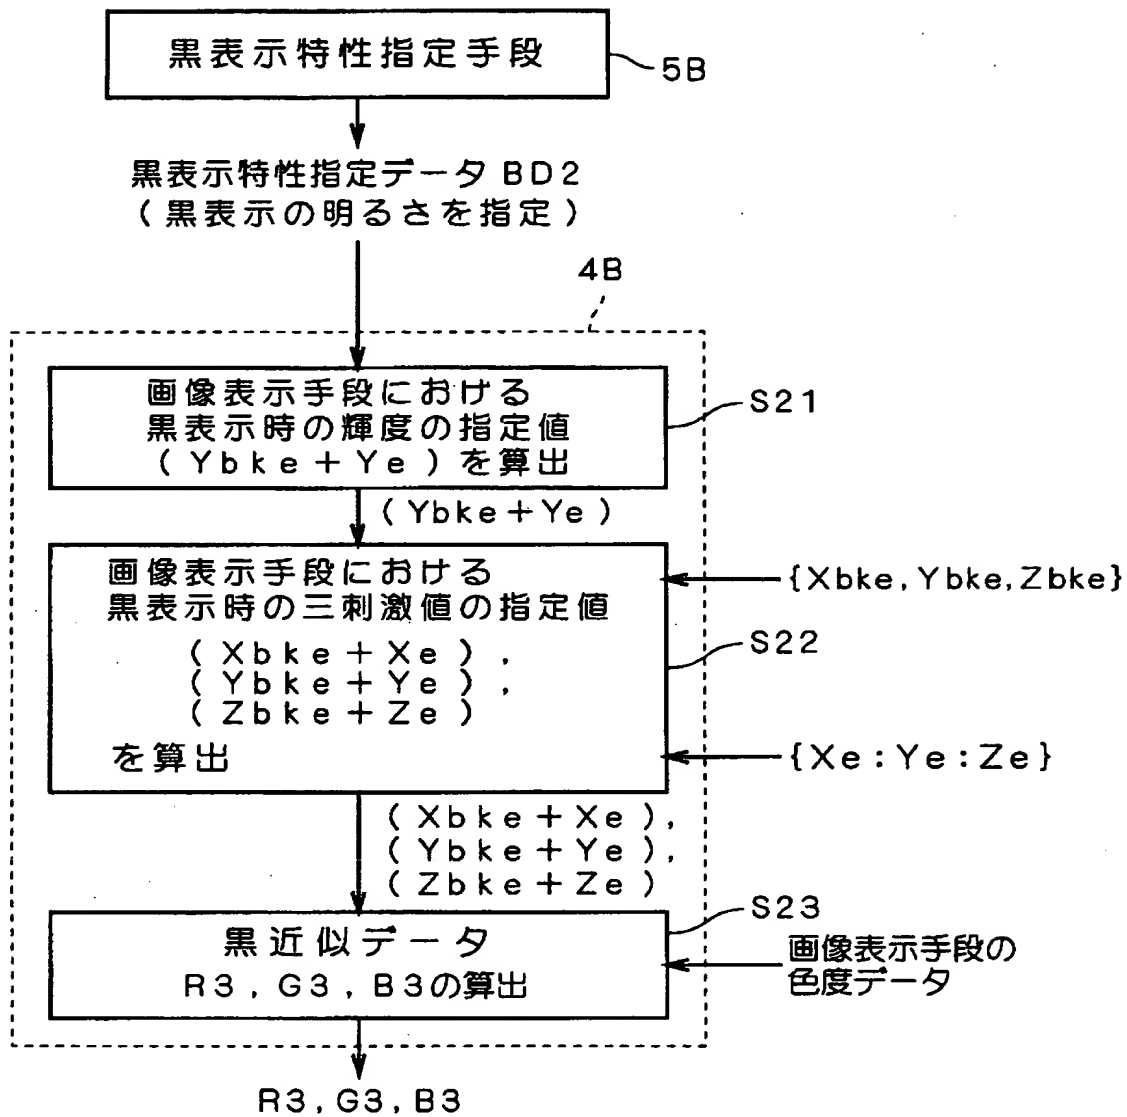 黒表示特性指定手段
5B
黒表示特性指定データBD2
(黒表示の明るさを指定)
4B
画像表示手段における
黒表示時の輝度の指定値
(Ybke+Ye)を算出
S21
(Ybke+Ye)
画像表示手段における
黒表示時の三刺激値の指定値
(Xbke+Xe),
(Ybke+Ye),
(Zbke+Ze)
を算出
{Xbke,Ybke,Zbke}
S22
{Xe:Ye:Ze}
(Xbke+Xe),
(Ybke+Ye),
(Zbke+Ze)
黒近似データ
R3,G3,B3の算出
S23
画像表示手段の
色度データ
R3,G3,B3